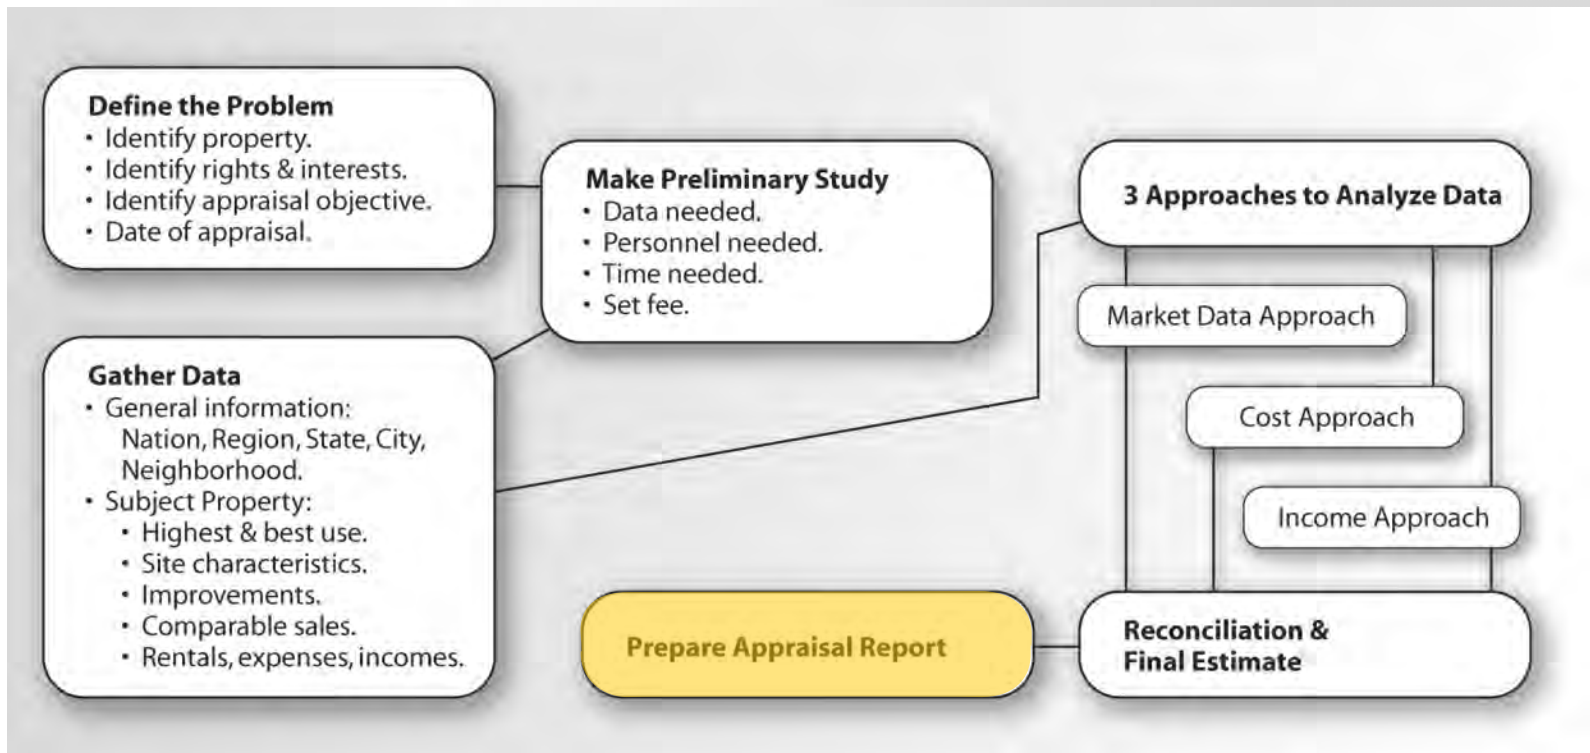 Define the Problem
• Identify property.
• Identify rights & interests.
• Identify appraisal objective.
• Date of appraisal.
Make Preliminary Study
• Data needed.
• Personnel needed.
• Time needed.
• Set fee.
Gather Data
• General information:
Nation, Region, State, City,
Neighborhood.
• Subject Property:
• Highest & best use.
• Site characteristics.
• Improvements.
• Comparable sales.
• Rentals, expenses, incomes.
3 Approaches to Analyze Data
Market Data Approach
Cost Approach
Income Approach
Reconciliation &
Final Estimate
Prepare Appraisal Report